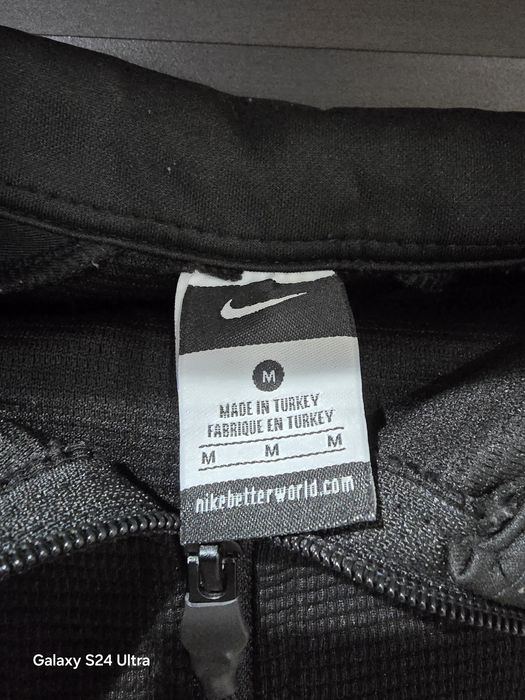 M
MADE IN TURKEY
FABRIQUE EN TURKEY
M M M
nikebetterworld.com
Galaxy S24 Ultra